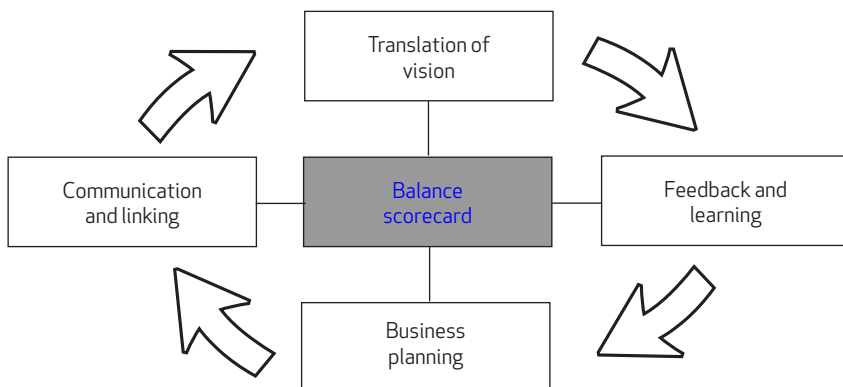 Translation of
vision
Communication
and linking
Balance
scorecard
Feedback and
learning
Business
planning